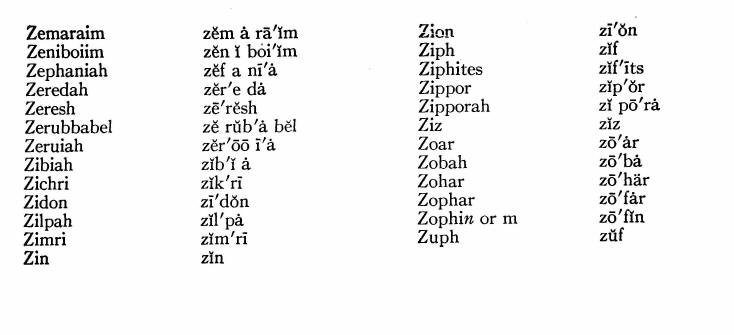 Zemaraim zĕm ȧ rā′ĭm
Zeniboiim zĕn ĭ boi′ĭm
Zephaniah zĕf a nī′ȧ
Zeredah zĕr′e dȧ
Zeresh zē′rĕsh
Zerubbabel zĕ rŭb′ȧ bĕl
Zeruiah zĕr′ōō ī′ȧ
Zibiah zĭb′ĭ ȧ
Zichri zĭk′rī
Zidon zī′dŏn
Zilpah zĭl′pȧ
Zimri zĭm′rī
Zin zĭn
Zion zī′ŏn
Ziph zĭf
Ziphites zĭf′īts
Zippor zĭp′ŏr
Zipporah zĭ pō′rȧ
Ziz zĭz
Zoar zō′ȧr
Zobah zō′bȧ
Zohar zō′här
Zophar zō′fȧr
Zophin or m zō′fĭn
Zuph zŭf